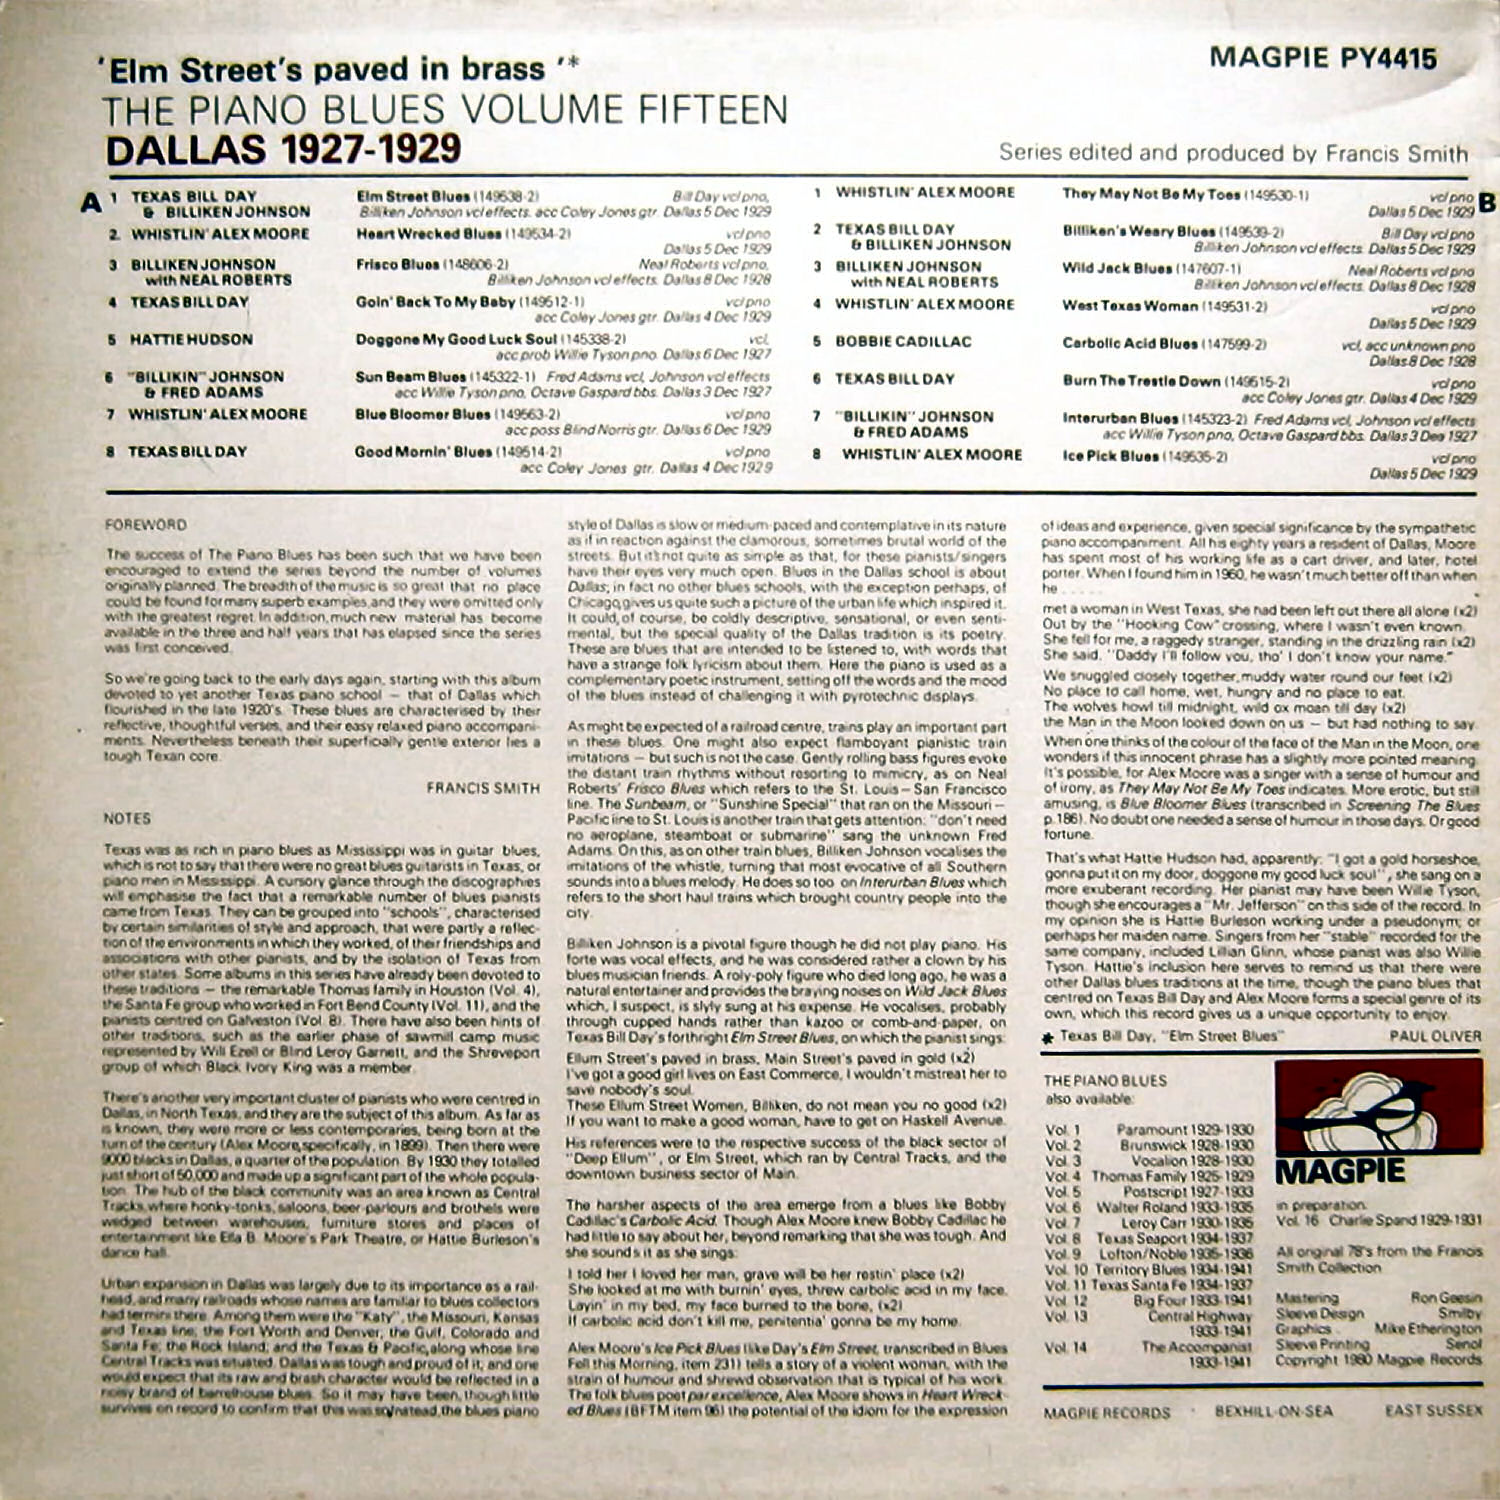 'Elm Street's paved in brass '*
MAGPIE PY4415
THE PIANO BLUES VOLUME FIFTEEN
DALLAS 1927-1929
Series edited and produced by Francis Smith
A
1 TEXAS BILL DAY & BILLIKEN JOHNSON
Elm Street Blues (149538-2) Bill Day vcl pno,
Billiken Johnson vcl effects. acc Coley Jones gtr. Dallas 5 Dec 1929
2. WHISTLIN' ALEX MOORE
Heart Wrecked Blues (149534-2) vcl pno
Dallas 5 Dec 1929
3 BILLIKEN JOHNSON with NEAL ROBERTS
Frisco Blues (148606-2) Neal Roberts vcl pno,
Billiken Johnson vcl effects. Dallas 8 Dec 1928
4 TEXAS BILL DAY
Goin' Back To My Baby (149512-1) vcl pno
acc Coley Jones gtr. Dallas 4 Dec 1929
5 HATTIE HUDSON
Doggone My Good Luck Soul (145338-2) vcl,
acc prob Willie Tyson pno. Dallas 6 Dec 1927
6 "BILLIKIN" JOHNSON & FRED ADAMS
Sun Beam Blues (145322-1) Fred Adams vcl, Johnson vcl effects
acc Willie Tyson pno, Octave Gaspard bbs. Dallas 3 Dec 1927
7 WHISTLIN' ALEX MOORE
Blue Bloomer Blues (149563-2) vcl pno
acc poss Blind Norris gtr. Dallas 6 Dec 1929
8 TEXAS BILL DAY
Good Mornin' Blues (149514-2) vcl pno
acc Coley Jones gtr. Dallas 4 Dec 1929
B
1 WHISTLIN' ALEX MOORE
They May Not Be My Toes (149530-1) vcl pno
Dallas 5 Dec 1929
2 TEXAS BILL DAY & BILLIKEN JOHNSON
Billiken's Weary Blues (149539-2) Bill Day vcl pno
Billiken Johnson vcl effects. Dallas 5 Dec 1929
3 BILLIKEN JOHNSON with NEAL ROBERTS
Wild Jack Blues (147607-1) Neal Roberts vcl pno
Billiken Johnson vcl effects. Dallas 8 Dec 1928
4 WHISTLIN' ALEX MOORE
West Texas Woman (149531-2) vcl pno
Dallas 5 Dec 1929
5 BOBBIE CADILLAC
Carbolic Acid Blues (147599-2) vcl, acc unknown pno
Dallas 8 Dec 1928
6 TEXAS BILL DAY
Burn The Trestle Down (149515-2) vcl pno
acc Coley Jones gtr. Dallas 4 Dec 1929
7 "BILLIKIN" JOHNSON & FRED ADAMS
Interurban Blues (145323-2) Fred Adams vcl, Johnson vcl effects
acc Willie Tyson pno, Octave Gaspard bbs. Dallas 3 Dec 1927
8 WHISTLIN' ALEX MOORE
Ice Pick Blues (149535-2) vcl pno
Dallas 5 Dec 1929
FOREWORD
The success of The Piano Blues has been such that we have been
encouraged to extend the series beyond the number of volumes
originally planned. The breadth of the music is so great that no place
could be found for many superb examples, and they were omitted only
with the greatest regret. In addition, much new material has become
available in the three and half years that has elapsed since the series
was first conceived.
So we're going back to the early days again, starting with this album
devoted to yet another Texas piano school – that of Dallas which
flourished in the late 1920's. These blues are characterised by their
reflective, thoughtful verses, and their easy relaxed piano accompani-
ments. Nevertheless beneath their superficially gentle exterior lies a
tough Texan core.
FRANCIS SMITH
NOTES
Texas was as rich in piano blues as Mississippi was in guitar blues,
which is not to say that there were no great blues guitarists in Texas, or
piano men in Mississippi. A cursory glance through the discographies
will emphasise the fact that a remarkable number of blues pianists
came from Texas. They can be grouped into "schools", characterised
by certain similarities of style and approach, that were partly a reflec-
tion of the environments in which they worked, of their friendships and
associations with other pianists, and by the isolation of Texas from
other states. Some albums in this series have already been devoted to
these traditions – the remarkable Thomas family in Houston (Vol. 4),
the Santa Fe group who worked in Fort Bend County (Vol. 11), and the
pianists centred on Galveston (Vol. 8). There have also been hints of
other traditions, such as the earlier phase of sawmill camp music
represented by Will Ezell or Blind Leroy Garnett, and the Shreveport
group of which Black Ivory King was a member.
There's another very important cluster of pianists who were centred in
Dallas, in North Texas, and they are the subject of this album. As far as
is known, they were more or less contemporaries, being born at the
turn of the century (Alex Moore, specifically, in 1899). Then there were
9000 blacks in Dallas, a quarter of the population. By 1930 they totalled
just short of 50,000 and made up a significant part of the whole popula-
tion. The hub of the black community was an area known as Central
Tracks where honky-tonks, saloons, beer-parlours and brothels were
wedged between warehouses, furniture stores and places of
entertainment like Ella B. Moore's Park Theatre, or Hattie Burleson's
dance hall.
Urban expansion in Dallas was largely due to its importance as a rail-
head, and many railroads whose names are familiar to blues collectors
had termini there. Among them were the "Katy", the Missouri, Kansas
and Texas line; the Fort Worth and Denver; the Gulf, Colorado and
Santa Fe; the Rock Island; and the Texas & Pacific, along whose line
Central Tracks was situated. Dallas was tough and proud of it, and one
would expect that its raw and brash character would be reflected in a
noisy brand of barrelhouse blues. So it may have been, though little
survives on record to confirm that this was so; instead, the blues piano
style of Dallas is slow or medium-paced and contemplative in its nature
as if in reaction against the clamorous, sometimes brutal world of the
streets. But it's not quite as simple as that, for these pianists/singers
have their eyes very much open. Blues in the Dallas school is about
Dallas; in fact no other blues schools, with the exception perhaps, of
Chicago, gives us quite such a picture of the urban life which inspired it.
It could, of course, be coldly descriptive, sensational, or even senti-
mental, but the special quality of the Dallas tradition is its poetry.
These are blues that are intended to be listened to, with words that
have a strange folk lyricism about them. Here the piano is used as a
complementary poetic instrument, setting off the words and the mood
of the blues instead of challenging it with pyrotechnic displays.
As might be expected of a railroad centre, trains play an important part
in these blues. One might also expect flamboyant pianistic train
imitations – but such is not the case. Gently rolling bass figures evoke
the distant train rhythms without resorting to mimicry, as on Neal
Roberts' Frisco Blues which refers to the St. Louis – San Francisco
line. The Sunbeam, or "Sunshine Special" that ran on the Missouri –
Pacific line to St. Louis is another train that gets attention: "don't need
no aeroplane, steamboat or submarine" sang the unknown Fred
Adams. On this, as on other train blues, Billiken Johnson vocalises the
imitations of the whistle, turning that most evocative of all Southern
sounds into a blues melody. He does so too on Interurban Blues which
refers to the short haul trains which brought country people into the
city.
Billiken Johnson is a pivotal figure though he did not play piano. His
forte was vocal effects, and he was considered rather a clown by his
blues musician friends. A roly-poly figure who died long ago, he was a
natural entertainer and provides the braying noises on Wild Jack Blues
which, I suspect, is slyly sung at his expense. He vocalises, probably
through cupped hands rather than kazoo or comb-and-paper, on
Texas Bill Day's forthright Elm Street Blues, on which the pianist sings:
Ellum Street's paved in brass, Main Street's paved in gold (x2)
I've got a good girl lives on East Commerce, I wouldn't mistreat her to
save nobody's soul.
These Ellum Street Women, Billiken, do not mean you no good (x2)
If you want to make a good woman, have to get on Haskell Avenue.
His references were to the respective success of the black sector of
"Deep Ellum", or Elm Street, which ran by Central Tracks, and the
downtown business sector of Main.
The harsher aspects of the area emerge from a blues like Bobby
Cadillac's Carbolic Acid. Though Alex Moore knew Bobby Cadillac he
had little to say about her, beyond remarking that she was tough. And
she sounds it as she sings:
I told her I loved her man, grave will be her restin' place (x2)
She looked at me with burnin' eyes, threw carbolic acid in my face.
Layin' in my bed, my face burned to the bone, (x2)
If carbolic acid don't kill me, penitentia' gonna be my home.
Alex Moore's Ice Pick Blues (like Day's Elm Street, transcribed in Blues
Fell this Morning, item 231) tells a story of a violent woman, with the
strain of humour and shrewd observation that is typical of his work.
The folk blues poet par excellence, Alex Moore shows in Heart Wreck-
ed Blues (BFTM item 96) the potential of the idiom for the expression
of ideas and experience, given special significance by the sympathetic
piano accompaniment. All his eighty years a resident of Dallas, Moore
has spent most of his working life as a cart driver, and later, hotel
porter. When I found him in 1960, he wasn't much better off than when
he . . . . .
met a woman in West Texas, she had been left out there all alone (x2)
Out by the "Hooking Cow" crossing, where I wasn't even known.
She fell for me, a raggedy stranger, standing in the drizzling rain (x2)
She said. "Daddy I'll follow you, tho' I don't know your name."
We snuggled closely together, muddy water round our feet (x2)
No place to call home, wet, hungry and no place to eat.
The wolves howl till midnight, wild ox moan till day (x2)
the Man in the Moon looked down on us – but had nothing to say.
When one thinks of the colour of the face of the Man in the Moon, one
wonders if this innocent phrase has a slightly more pointed meaning.
It's possible, for Alex Moore was a singer with a sense of humour and
of irony, as They May Not Be My Toes indicates. More erotic, but still
amusing, is Blue Bloomer Blues (transcribed in Screening The Blues
p.186). No doubt one needed a sense of humour in those days. Or good
fortune.
That's what Hattie Hudson had, apparently: "I got a gold horseshoe,
gonna put it on my door, doggone my good luck soul", she sang on a
more exuberant recording. Her pianist may have been Willie Tyson,
though she encourages a "Mr. Jefferson" on this side of the record. In
my opinion she is Hattie Burleson working under a pseudonym; or
perhaps her maiden name. Singers from her "stable" recorded for the
same company, included Lillian Glinn, whose pianist was also Willie
Tyson. Hattie's inclusion here serves to remind us that there were
other Dallas blues traditions at the time, though the piano blues that
centred on Texas Bill Day and Alex Moore forms a special genre of its
own, which this record gives us a unique opportunity to enjoy.
* Texas Bill Day, "Elm Street Blues" PAUL OLIVER
THE PIANO BLUES
also available:
Vol. 1 Paramount 1929-1930
Vol. 2 Brunswick 1928-1930
Vol. 3 Vocalion 1928-1930
Vol. 4 Thomas Family 1925-1929
Vol. 5 Postscript 1927-1933
Vol. 6 Walter Roland 1933-1935
Vol. 7 Leroy Carr 1930-1935
Vol. 8 Texas Seaport 1934-1937
Vol. 9 Lofton/Noble 1935-1936
Vol. 10 Territory Blues 1934-1941
Vol. 11 Texas Santa Fe 1934-1937
Vol. 12 Big Four 1933-1941
Vol. 13 Central Highway
1933-1941
Vol. 14 The Accompanist
1933-1941
MAGPIE
in preparation:
Vol. 16 Charlie Spand 1929-1931
All original 78's from the Francis
Smith Collection
Mastering Ron Geesin
Sleeve Design Smilby
Graphics Mike Etherington
Sleeve Printing Senol
Copyright 1980 Magpie Records
MAGPIE RECORDS · BEXHILL-ON-SEA EAST SUSSEX